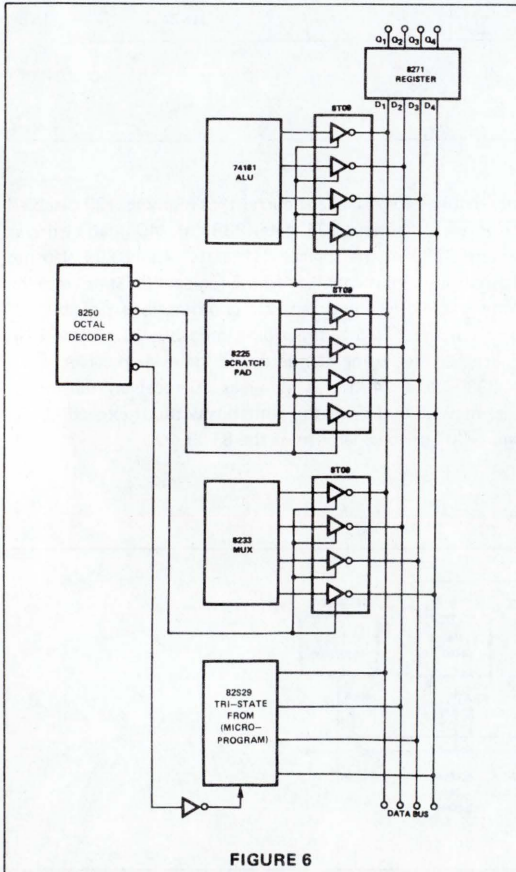 Q1 Q2 Q3 Q4
8271
REGISTER
D1 D2 D3 D4
8T09
74181
ALU
8250
OCTAL
DECODER
8T09
8225
SCRATCH
PAD
8T09
8233
MUX
82S29
TRI-STATE
FROM
(MICRO-
PROGRAM)
DATA BUS
FIGURE 6